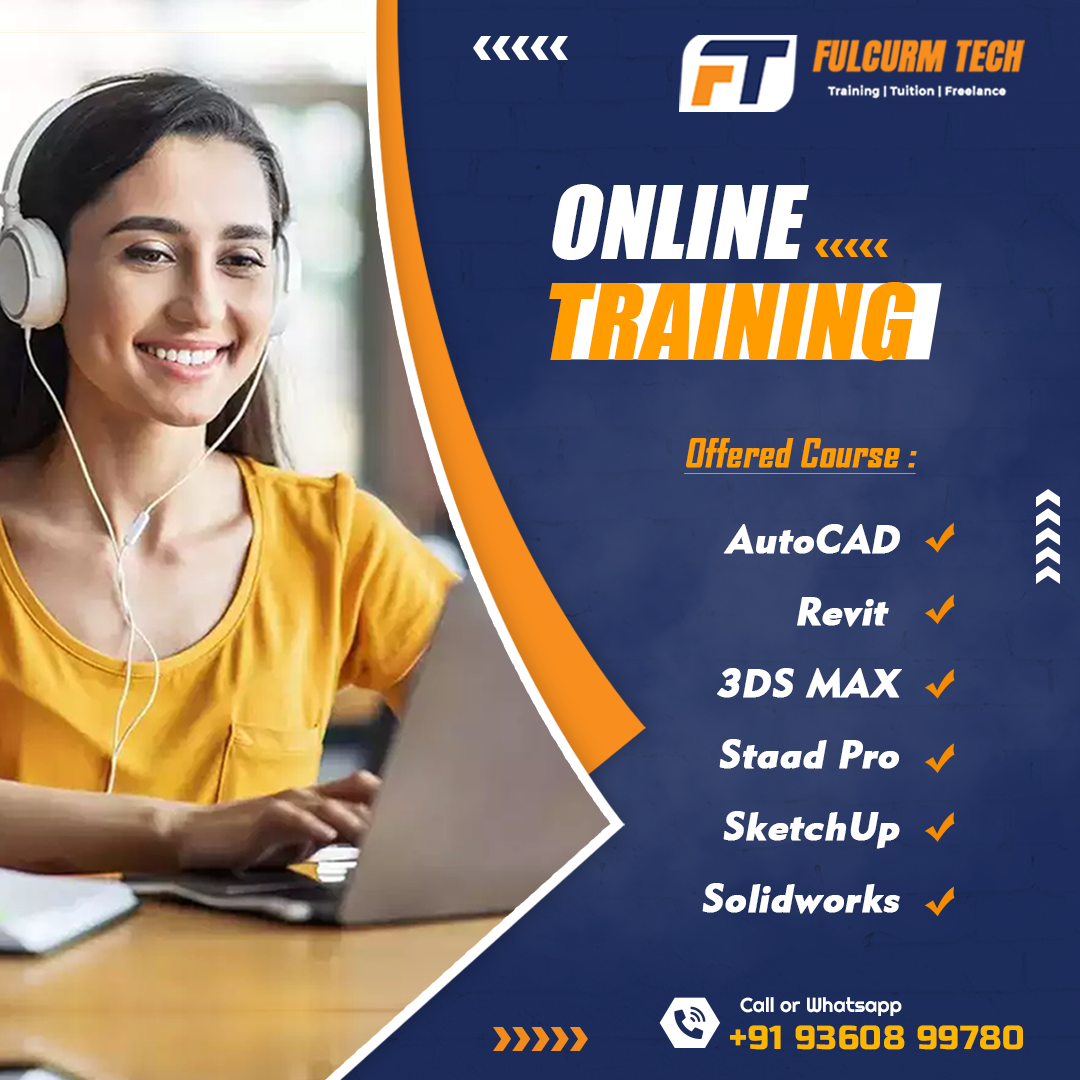 FT
FULCURM TECH
Training | Tuition | Freelance
ONLINE
TRAINING
Offered Course :
AutoCAD
Revit
3DS MAX
Staad Pro
SketchUp
Solidworks
Call or Whatsapp
+91 93608 99780